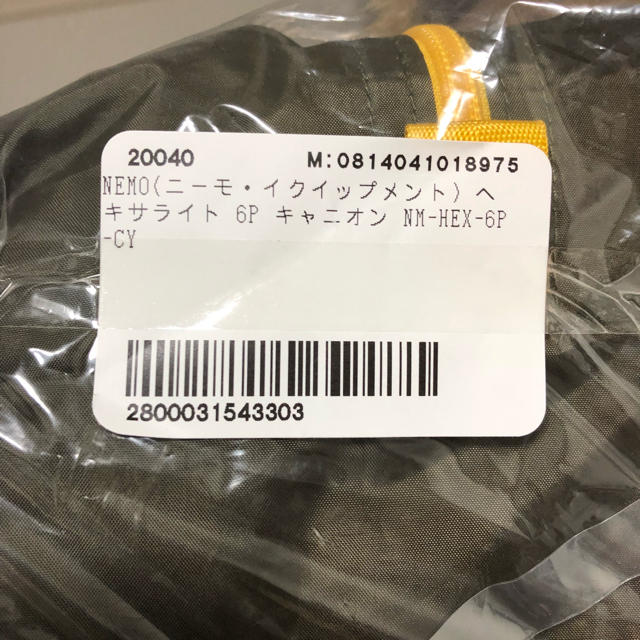 20040 M:0814041018975
NEMO(ニーモ・イクイップメント) ヘ
キサライト 6P キャニオン NM-HEX-6P
-CY
2800031543303